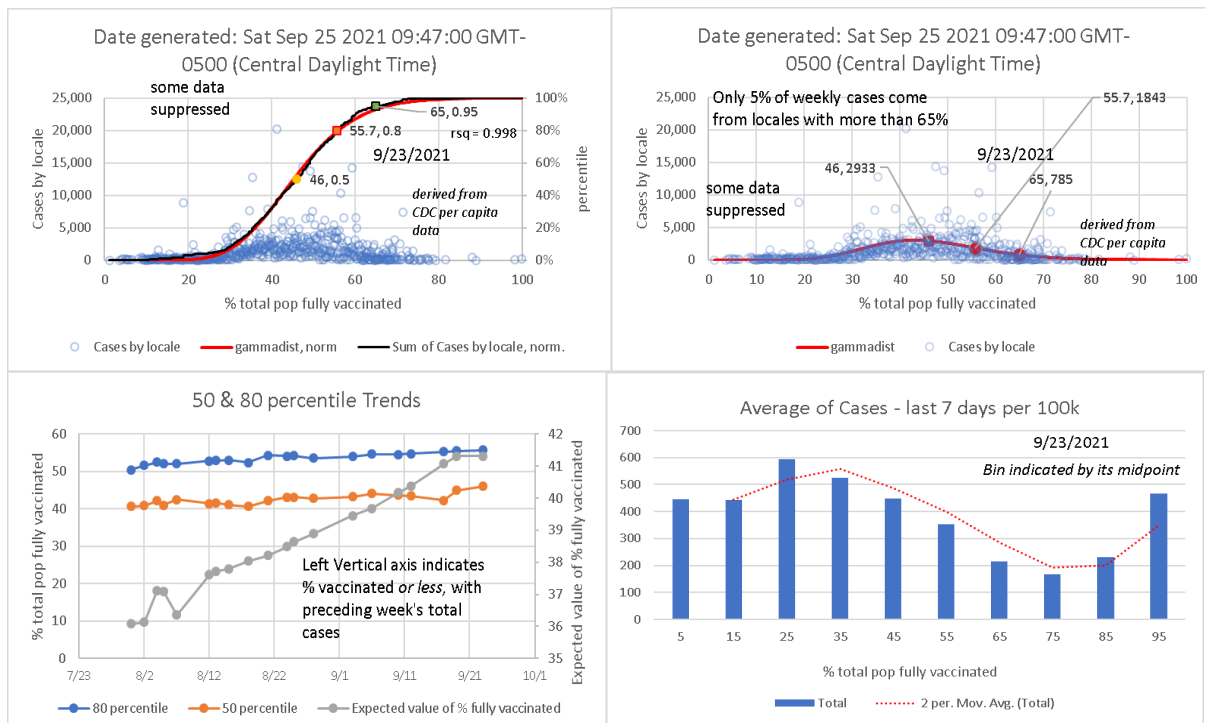 Date generated: Sat Sep 25 2021 09:47:00 GMT-
0500 (Central Daylight Time)
some data
suppressed
25,000
20,000
15,000
10,000
5,000
0
100%
80%
60%
40%
20%
0%
65, 0.95
55.7, 0.8
rsq = 0.998
9/23/2021
46, 0.5
derived from
CDC per capita
data
Cases by locale
percentile
0 20 40 60 80 100
% total pop fully vaccinated
Cases by locale gammadist, norm Sum of Cases by locale, norm.
Date generated: Sat Sep 25 2021 09:47:00 GMT-
0500 (Central Daylight Time)
Only 5% of weekly cases come
from locales with more than 65%
55.7, 1843
25,000
20,000
15,000
10,000
5,000
0
9/23/2021
46, 2933
65, 785
some data
suppressed
derived from
CDC per capita
data
Cases by locale
0 10 20 30 40 50 60 70 80 90 100
% total pop fully vaccinated
gammadist Cases by locale
50 & 80 percentile Trends
60
50
40
30
20
10
0
42
41
40
39
38
37
36
35
% total pop fully vaccinated
Expected value of % fully vaccinated
Left Vertical axis indicates
% vaccinated or less, with
preceding week's total
cases
7/23 8/2 8/12 8/22 9/1 9/11 9/21 10/1
80 percentile 50 percentile Expected value of % fully vaccinated
Average of Cases - last 7 days per 100k
700
600
500
400
300
200
100
0
9/23/2021
Bin indicated by its midpoint
5 15 25 35 45 55 65 75 85 95
% total pop fully vaccinated
Total 2 per. Mov. Avg. (Total)